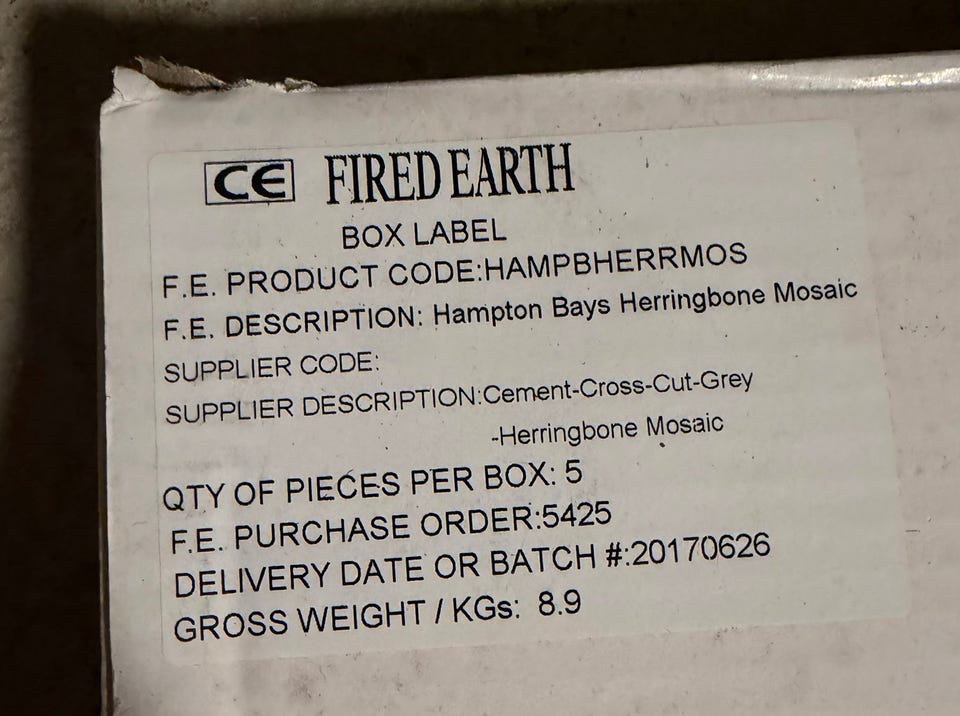 CE FIRED EARTH
BOX LABEL
F.E. PRODUCT CODE:HAMPBHERRMOS
F.E. DESCRIPTION: Hampton Bays Herringbone Mosaic
SUPPLIER CODE:
SUPPLIER DESCRIPTION:Cement-Cross-Cut-Grey
-Herringbone Mosaic
QTY OF PIECES PER BOX: 5
F.E. PURCHASE ORDER:5425
DELIVERY DATE OR BATCH #:20170626
GROSS WEIGHT / KGs: 8.9